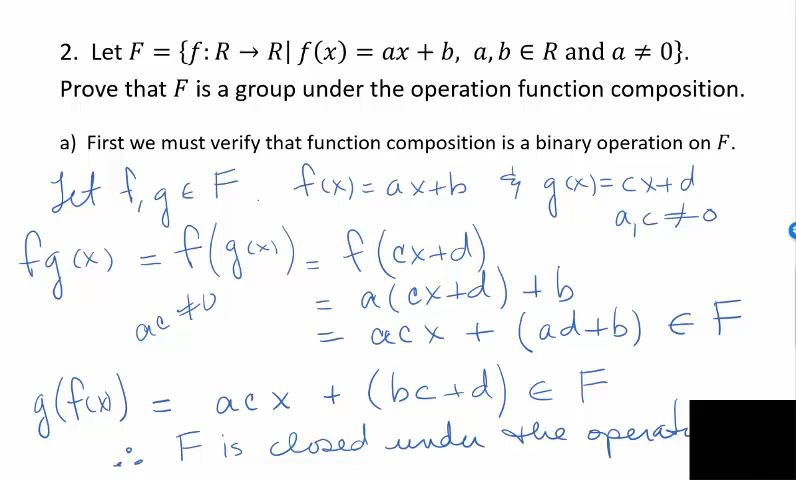 2. Let F = {f: R → R| f(x) = ax + b, a, b ∈ R and a ≠ 0}.
Prove that F is a group under the operation function composition.
a) First we must verify that function composition is a binary operation on F.
Let f, g ∈ F. f(x) = ax+b & g(x) = cx+d
a, c ≠ 0
fg(x) = f(g(x)) = f(cx+d)
= a(cx+d) + b
ac ≠ 0
= acx + (ad+b) ∈ F
g(f(x)) = acx + (bc+d) ∈ F
∴ F is closed under the